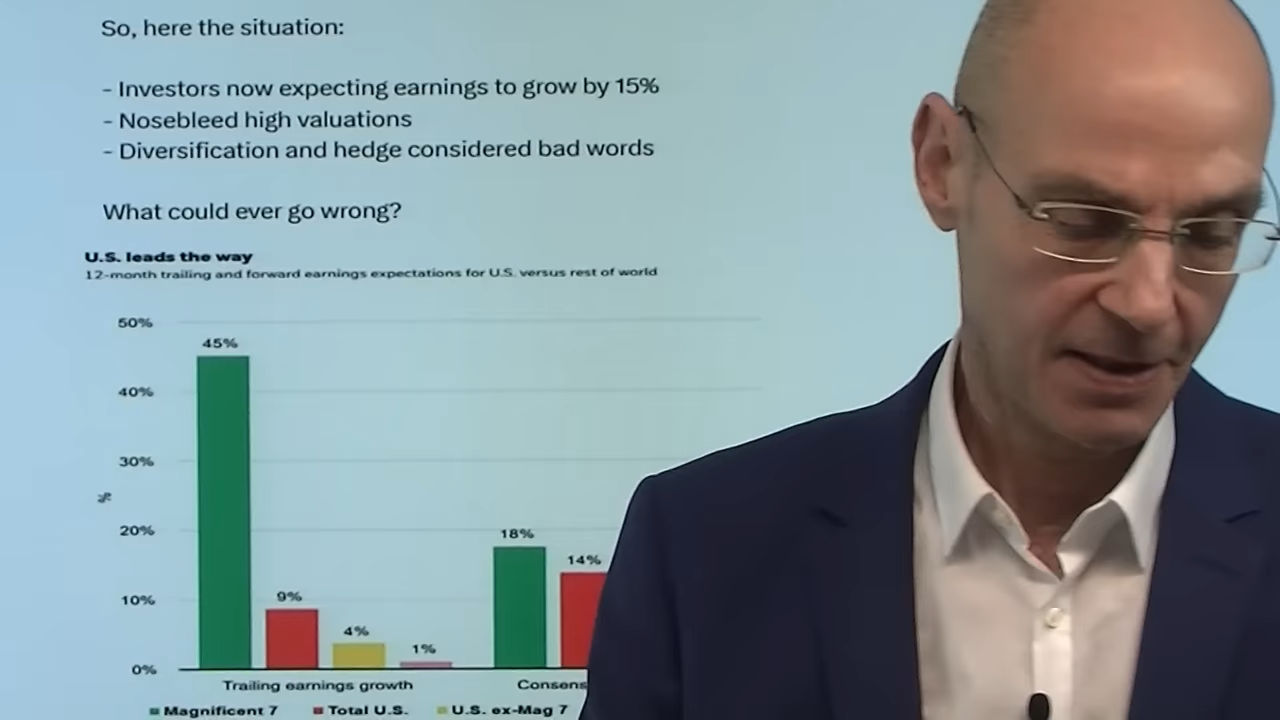 So, here the situation:
- Investors now expecting earnings to grow by 15%
- Nosebleed high valuations
- Diversification and hedge considered bad words
What could ever go wrong?
U.S. leads the way
12-month trailing and forward earnings expectations for U.S. versus rest of world
50%
45%
40%
30%
%
20%
18%
14%
10%
9%
4%
1%
0%
Trailing earnings growth Consens
Magnificent 7 Total U.S. U.S. ex-Mag 7